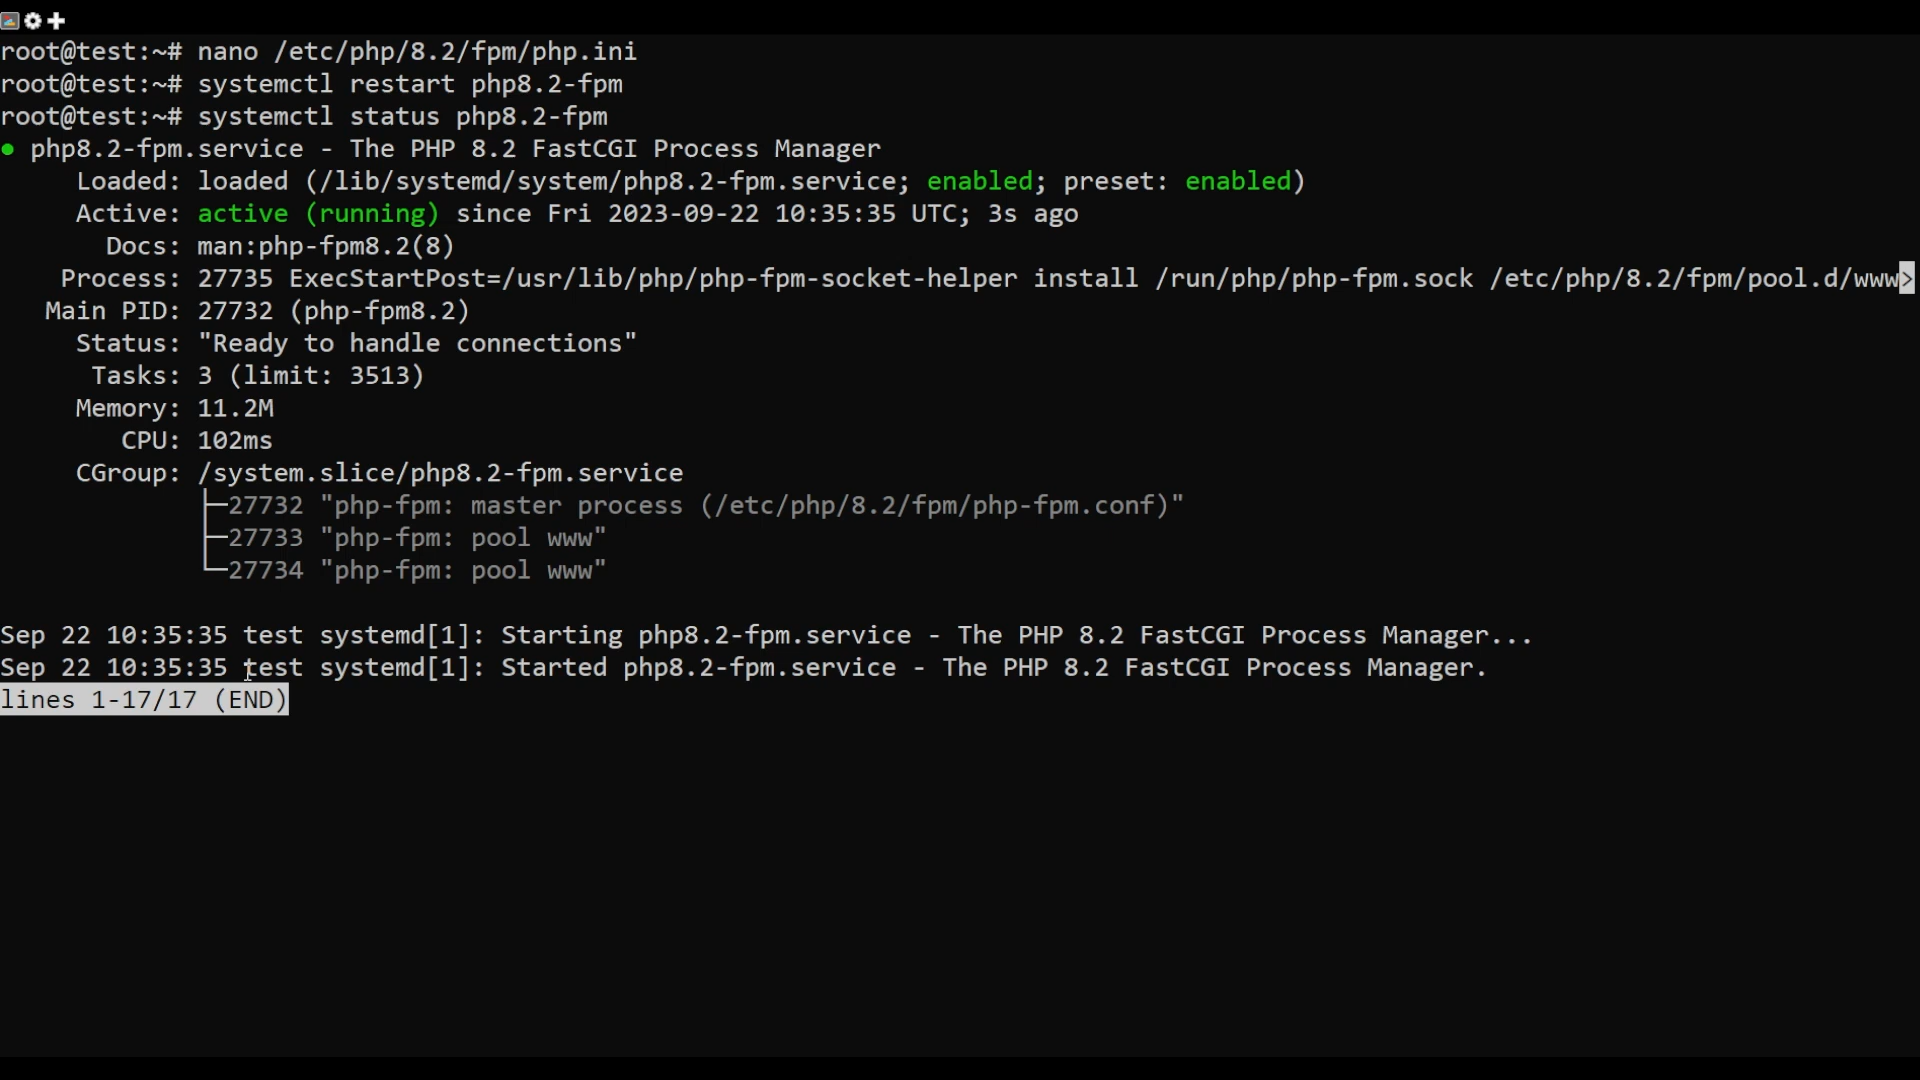 root@test:~# nano /etc/php/8.2/fpm/php.ini
root@test:~# systemctl restart php8.2-fpm
root@test:~# systemctl status php8.2-fpm
● php8.2-fpm.service - The PHP 8.2 FastCGI Process Manager
     Loaded: loaded (/lib/systemd/system/php8.2-fpm.service; enabled; preset: enabled)
     Active: active (running) since Fri 2023-09-22 10:35:35 UTC; 3s ago
       Docs: man:php-fpm8.2(8)
    Process: 27735 ExecStartPost=/usr/lib/php/php-fpm-socket-helper install /run/php/php-fpm.sock /etc/php/8.2/fpm/pool.d/www>
   Main PID: 27732 (php-fpm8.2)
     Status: "Ready to handle connections"
      Tasks: 3 (limit: 3513)
     Memory: 11.2M
        CPU: 102ms
     CGroup: /system.slice/php8.2-fpm.service
             ├─27732 "php-fpm: master process (/etc/php/8.2/fpm/php-fpm.conf)"
             ├─27733 "php-fpm: pool www"
             └─27734 "php-fpm: pool www"
Sep 22 10:35:35 test systemd[1]: Starting php8.2-fpm.service - The PHP 8.2 FastCGI Process Manager...
Sep 22 10:35:35 test systemd[1]: Started php8.2-fpm.service - The PHP 8.2 FastCGI Process Manager.
lines 1-17/17 (END)